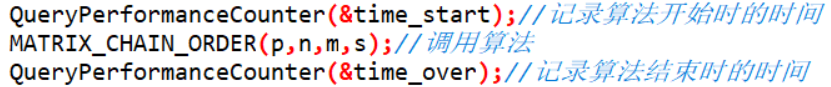 QueryPerformanceCounter(&time_start);//记录算法开始时的时间
MATRIX_CHAIN_ORDER(p,n,m,s);//调用算法
QueryPerformanceCounter(&time_over);//记录算法结束时的时间